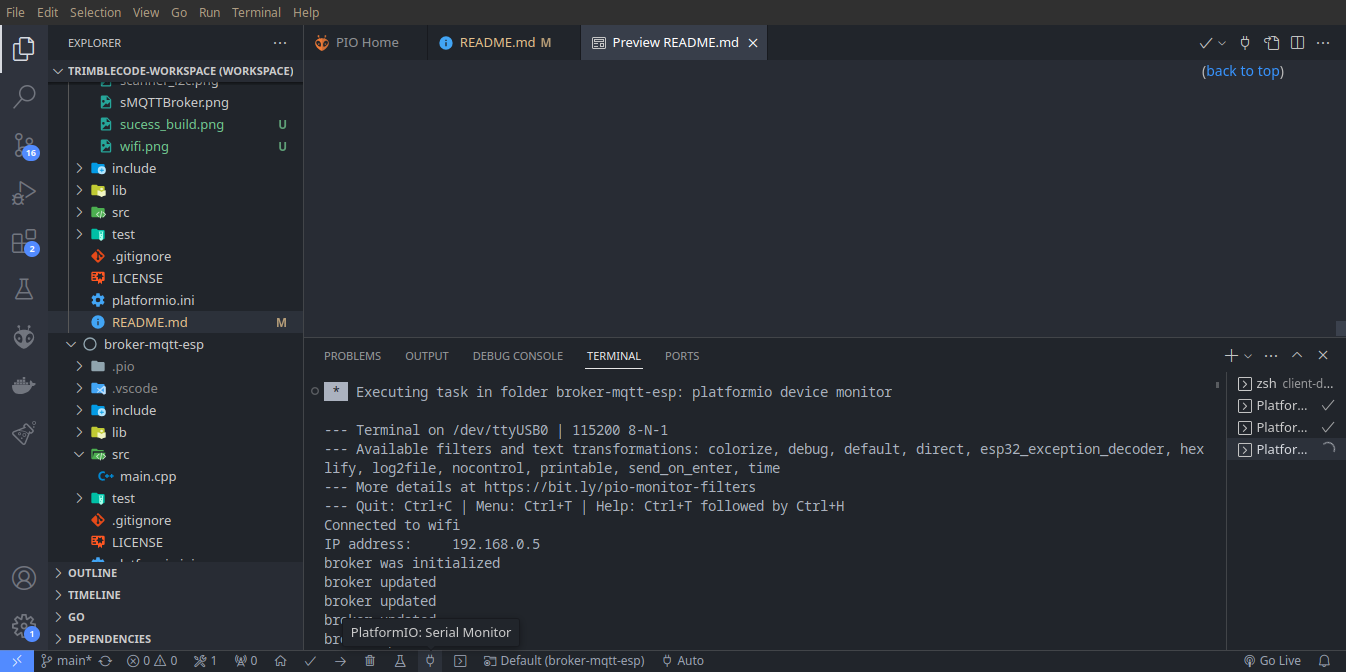 File Edit Selection View Go Run Terminal Help
EXPLORER
PIO Home
README.md M
Preview README.md
TRIMBLECODE-WORKSPACE (WORKSPACE)
(back to top)
scanner_i2c.png
sMQTTBroker.png
sucess_build.png U
wifi.png U
16
include
lib
src
test
2
.gitignore
LICENSE
platformio.ini
README.md M
broker-mqtt-esp
.pio
.vscode
include
lib
src
main.cpp
test
.gitignore
LICENSE
OUTLINE
TIMELINE
GO
DEPENDENCIES
1
PROBLEMS OUTPUT DEBUG CONSOLE TERMINAL PORTS
* Executing task in folder broker-mqtt-esp: platformio device monitor
--- Terminal on /dev/ttyUSB0 | 115200 8-N-1
--- Available filters and text transformations: colorize, debug, default, direct, esp32_exception_decoder, hex
lify, log2file, nocontrol, printable, send_on_enter, time
--- More details at https://bit.ly/pio-monitor-filters
--- Quit: Ctrl+C | Menu: Ctrl+T | Help: Ctrl+T followed by Ctrl+H
Connected to wifi
IP address: 192.168.0.5
broker was initialized
broker updated
broker updated
zsh client-d...
Platfor...
Platfor...
Platfor...
PlatformIO: Serial Monitor
main* 0 0 1 0 Default (broker-mqtt-esp) Auto Go Live